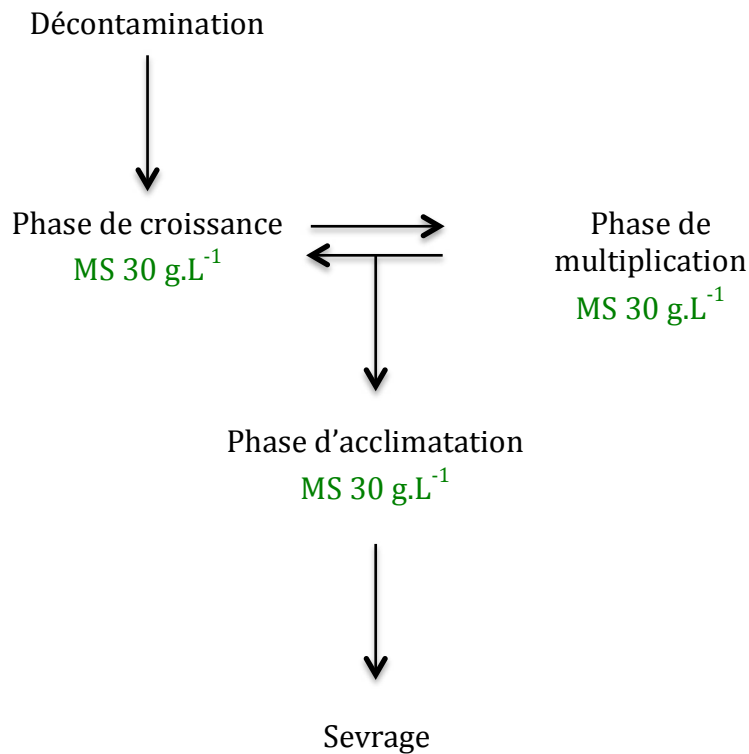 Décontamination
Phase de croissance
MS 30 g.L⁻¹
Phase de
multiplication
MS 30 g.L⁻¹
Phase d’acclimatation
MS 30 g.L⁻¹
Sevrage